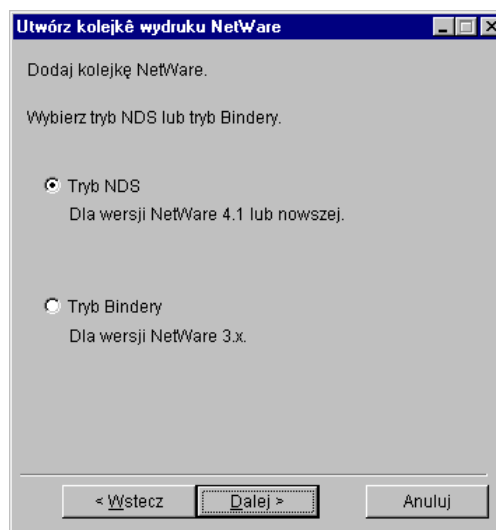 Utwórz kolejkê wydruku NetWare
Dodaj kolejkę NetWare.
Wybierz tryb NDS lub tryb Bindery.
Tryb NDS
Dla wersji NetWare 4.1 lub nowszej.
Tryb Bindery
Dla wersji NetWare 3.x.
< Wstecz Dalej > Anuluj